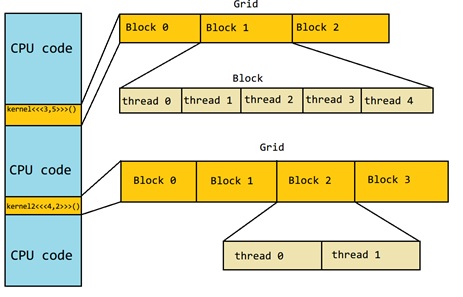 Grid
CPU code
Block 0
Block 1
Block 2
Block
thread 0
thread 1
thread 2
thread 3
thread 4
kernel<<<3,5>>>()
CPU code
Grid
Block 0
Block 1
Block 2
Block 3
kernel2<<<4,2>>>()
CPU code
thread 0
thread 1